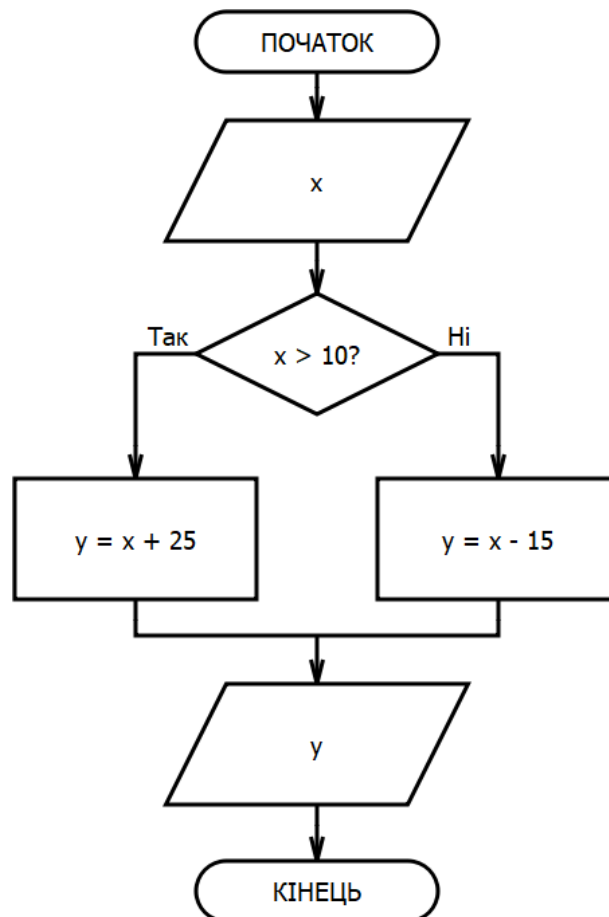 ПОЧАТОК
x
Так
x > 10?
Ні
y = x + 25
y = x - 15
y
КІНЕЦЬ